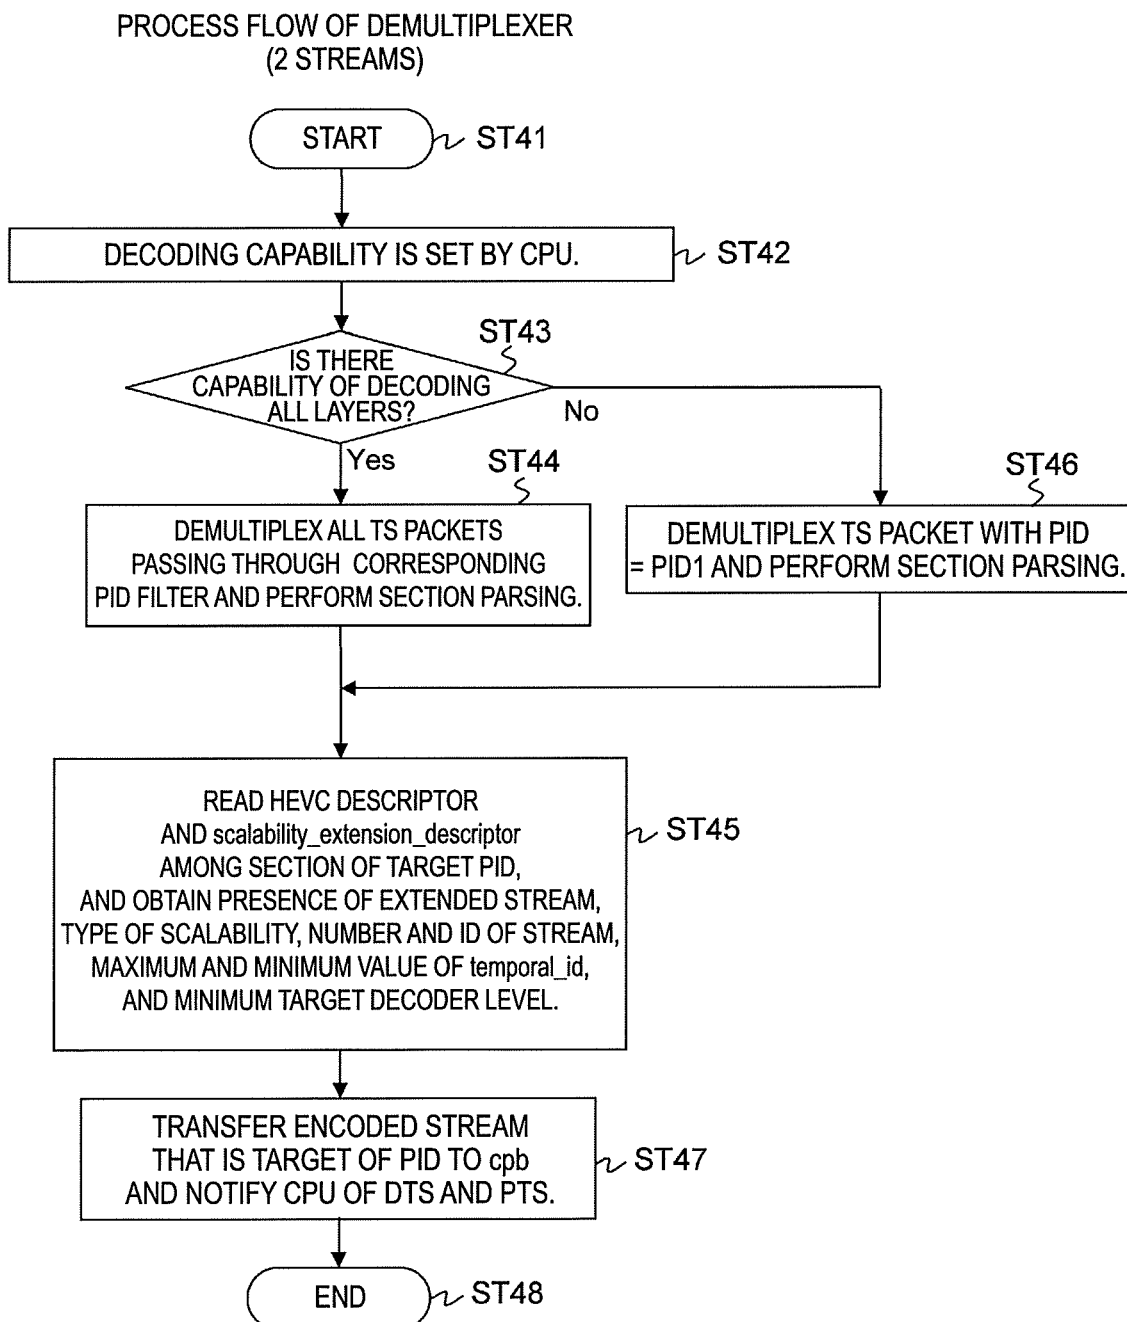 PROCESS FLOW OF DEMULTIPLEXER
(2 STREAMS)
START
ST41
DECODING CAPABILITY IS SET BY CPU.
ST42
ST43
IS THERE
CAPABILITY OF DECODING
ALL LAYERS?
No
Yes
ST44
DEMULTIPLEX ALL TS PACKETS
PASSING THROUGH CORRESPONDING
PID FILTER AND PERFORM SECTION PARSING.
ST46
DEMULTIPLEX TS PACKET WITH PID
= PID1 AND PERFORM SECTION PARSING.
READ HEVC DESCRIPTOR
AND scalability_extension_descriptor
AMONG SECTION OF TARGET PID,
AND OBTAIN PRESENCE OF EXTENDED STREAM,
TYPE OF SCALABILITY, NUMBER AND ID OF STREAM,
MAXIMUM AND MINIMUM VALUE OF temporal_id,
AND MINIMUM TARGET DECODER LEVEL.
ST45
TRANSFER ENCODED STREAM
THAT IS TARGET OF PID TO cpb
AND NOTIFY CPU OF DTS AND PTS.
ST47
END
ST48